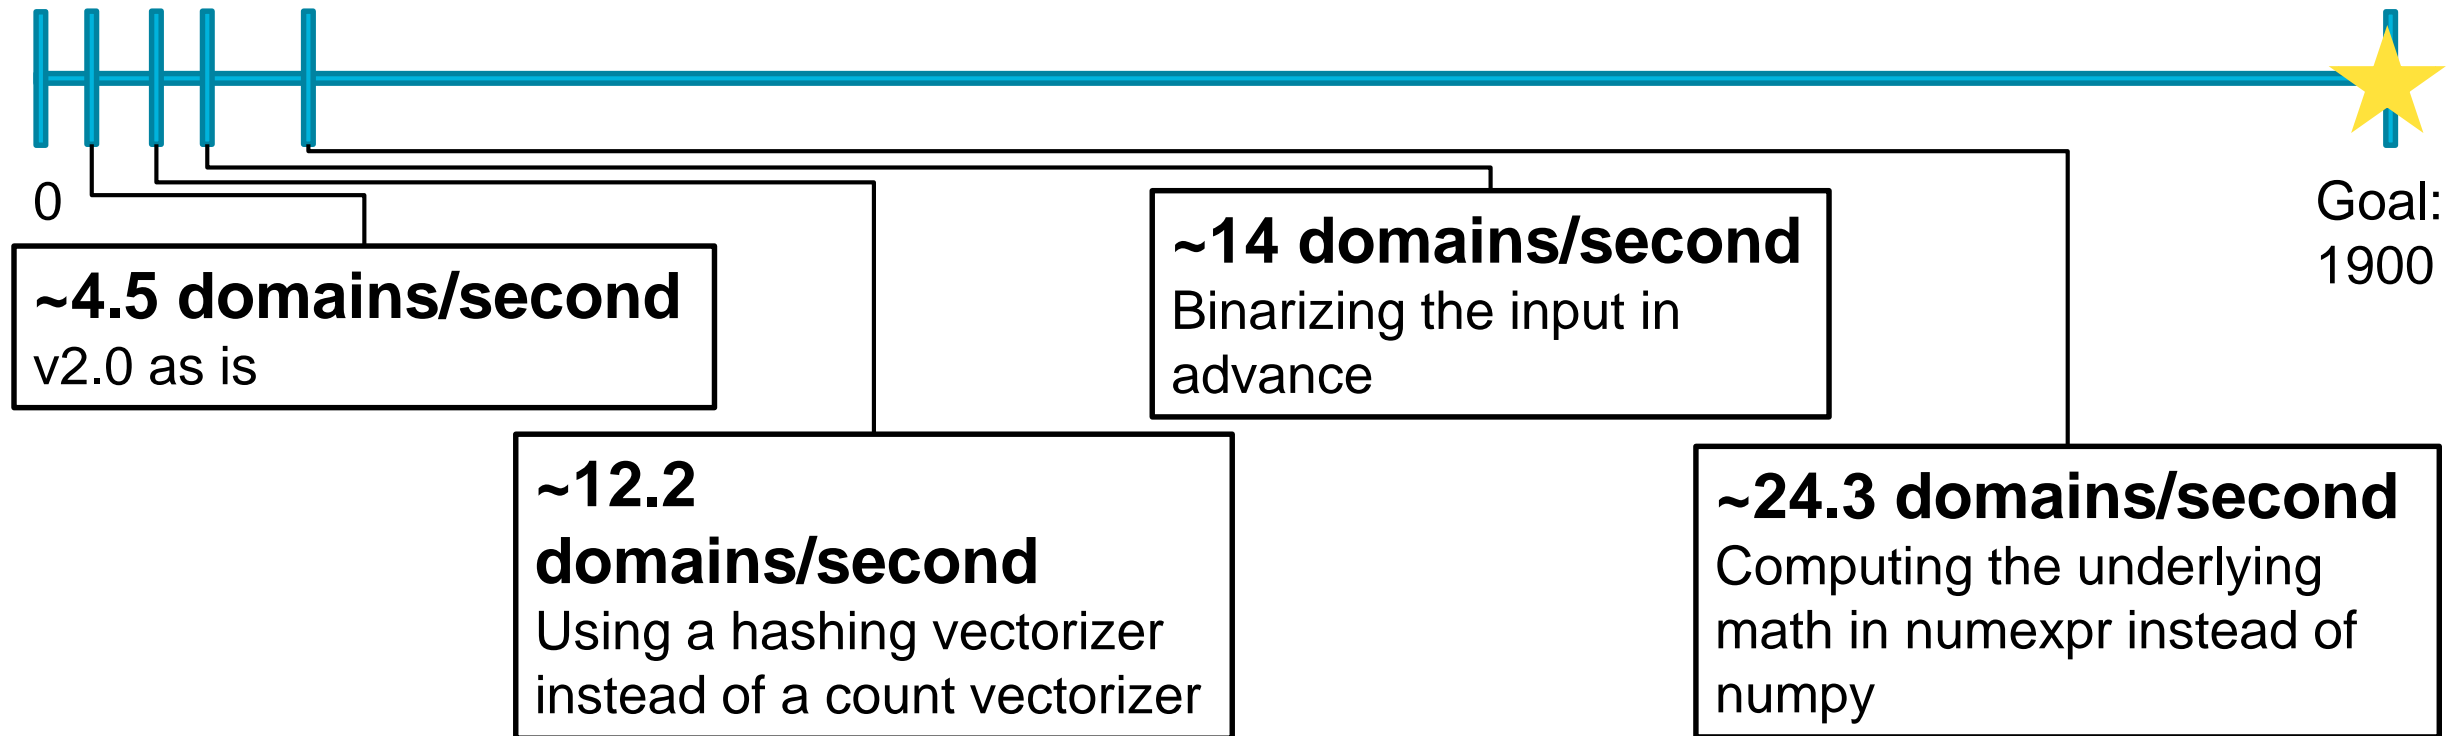 0
Goal:
1900
~4.5 domains/second
v2.0 as is
~12.2
domains/second
Using a hashing vectorizer
instead of a count vectorizer
~14 domains/second
Binarizing the input in
advance
~24.3 domains/second
Computing the underlying
math in numexpr instead of
numpy